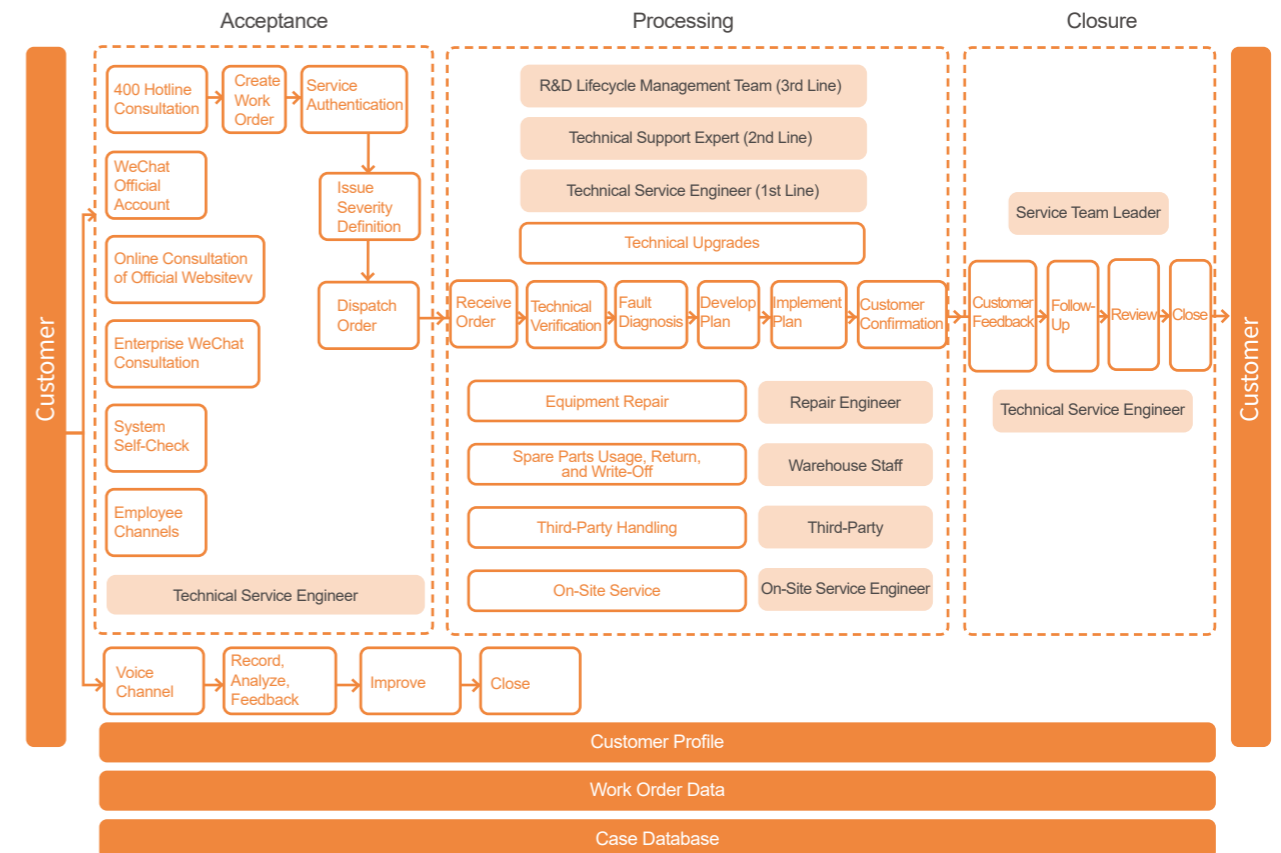 Acceptance
Processing
Closure
Customer
400 Hotline
Consultation
Create
Work
Order
Service
Authentication
WeChat
Official
Account
Issue
Severity
Definition
Online Consultation
of Official Websitevv
Dispatch
Order
Enterprise WeChat
Consultation
System
Self-Check
Employee
Channels
Technical Service Engineer
R&D Lifecycle Management Team (3rd Line)
Technical Support Expert (2nd Line)
Technical Service Engineer (1st Line)
Technical Upgrades
Receive
Order
Technical
Verification
Fault
Diagnosis
Develop
Plan
Implement
Plan
Customer
Confirmation
Equipment Repair
Repair Engineer
Spare Parts Usage, Return,
and Write-Off
Warehouse Staff
Third-Party Handling
Third-Party
On-Site Service
On-Site Service Engineer
Service Team Leader
Customer
Feedback
Follow-
Up
Review
Close
Technical Service Engineer
Customer
Voice
Channel
Record,
Analyze,
Feedback
Improve
Close
Customer Profile
Work Order Data
Case Database